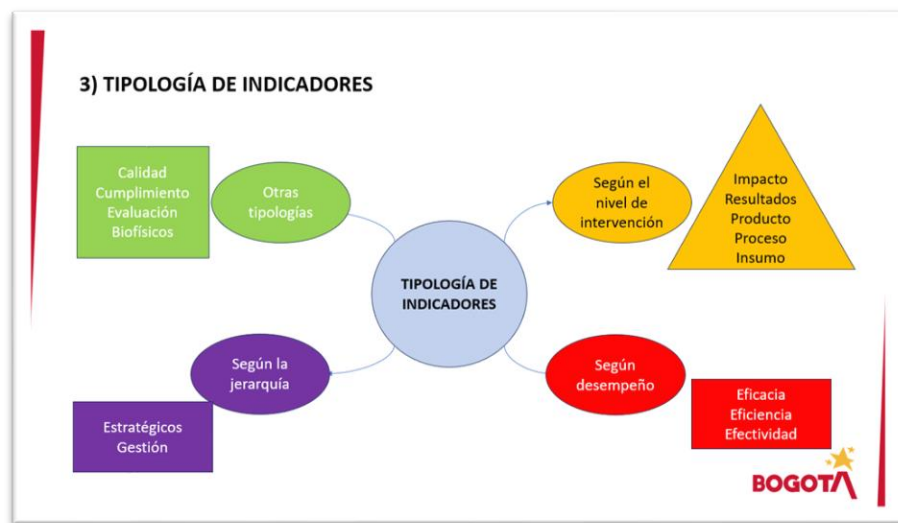 3) TIPOLOGÍA DE INDICADORES
Calidad
Cumplimiento
Evaluación
Biofísicos
Otras
tipologías
Según el
nivel de
intervención
Impacto
Resultados
Producto
Proceso
Insumo
TIPOLOGÍA DE
INDICADORES
Según la
jerarquía
Estratégicos
Gestión
Según
desempeño
Eficacia
Eficiencia
Efectividad
BOGOTÁ